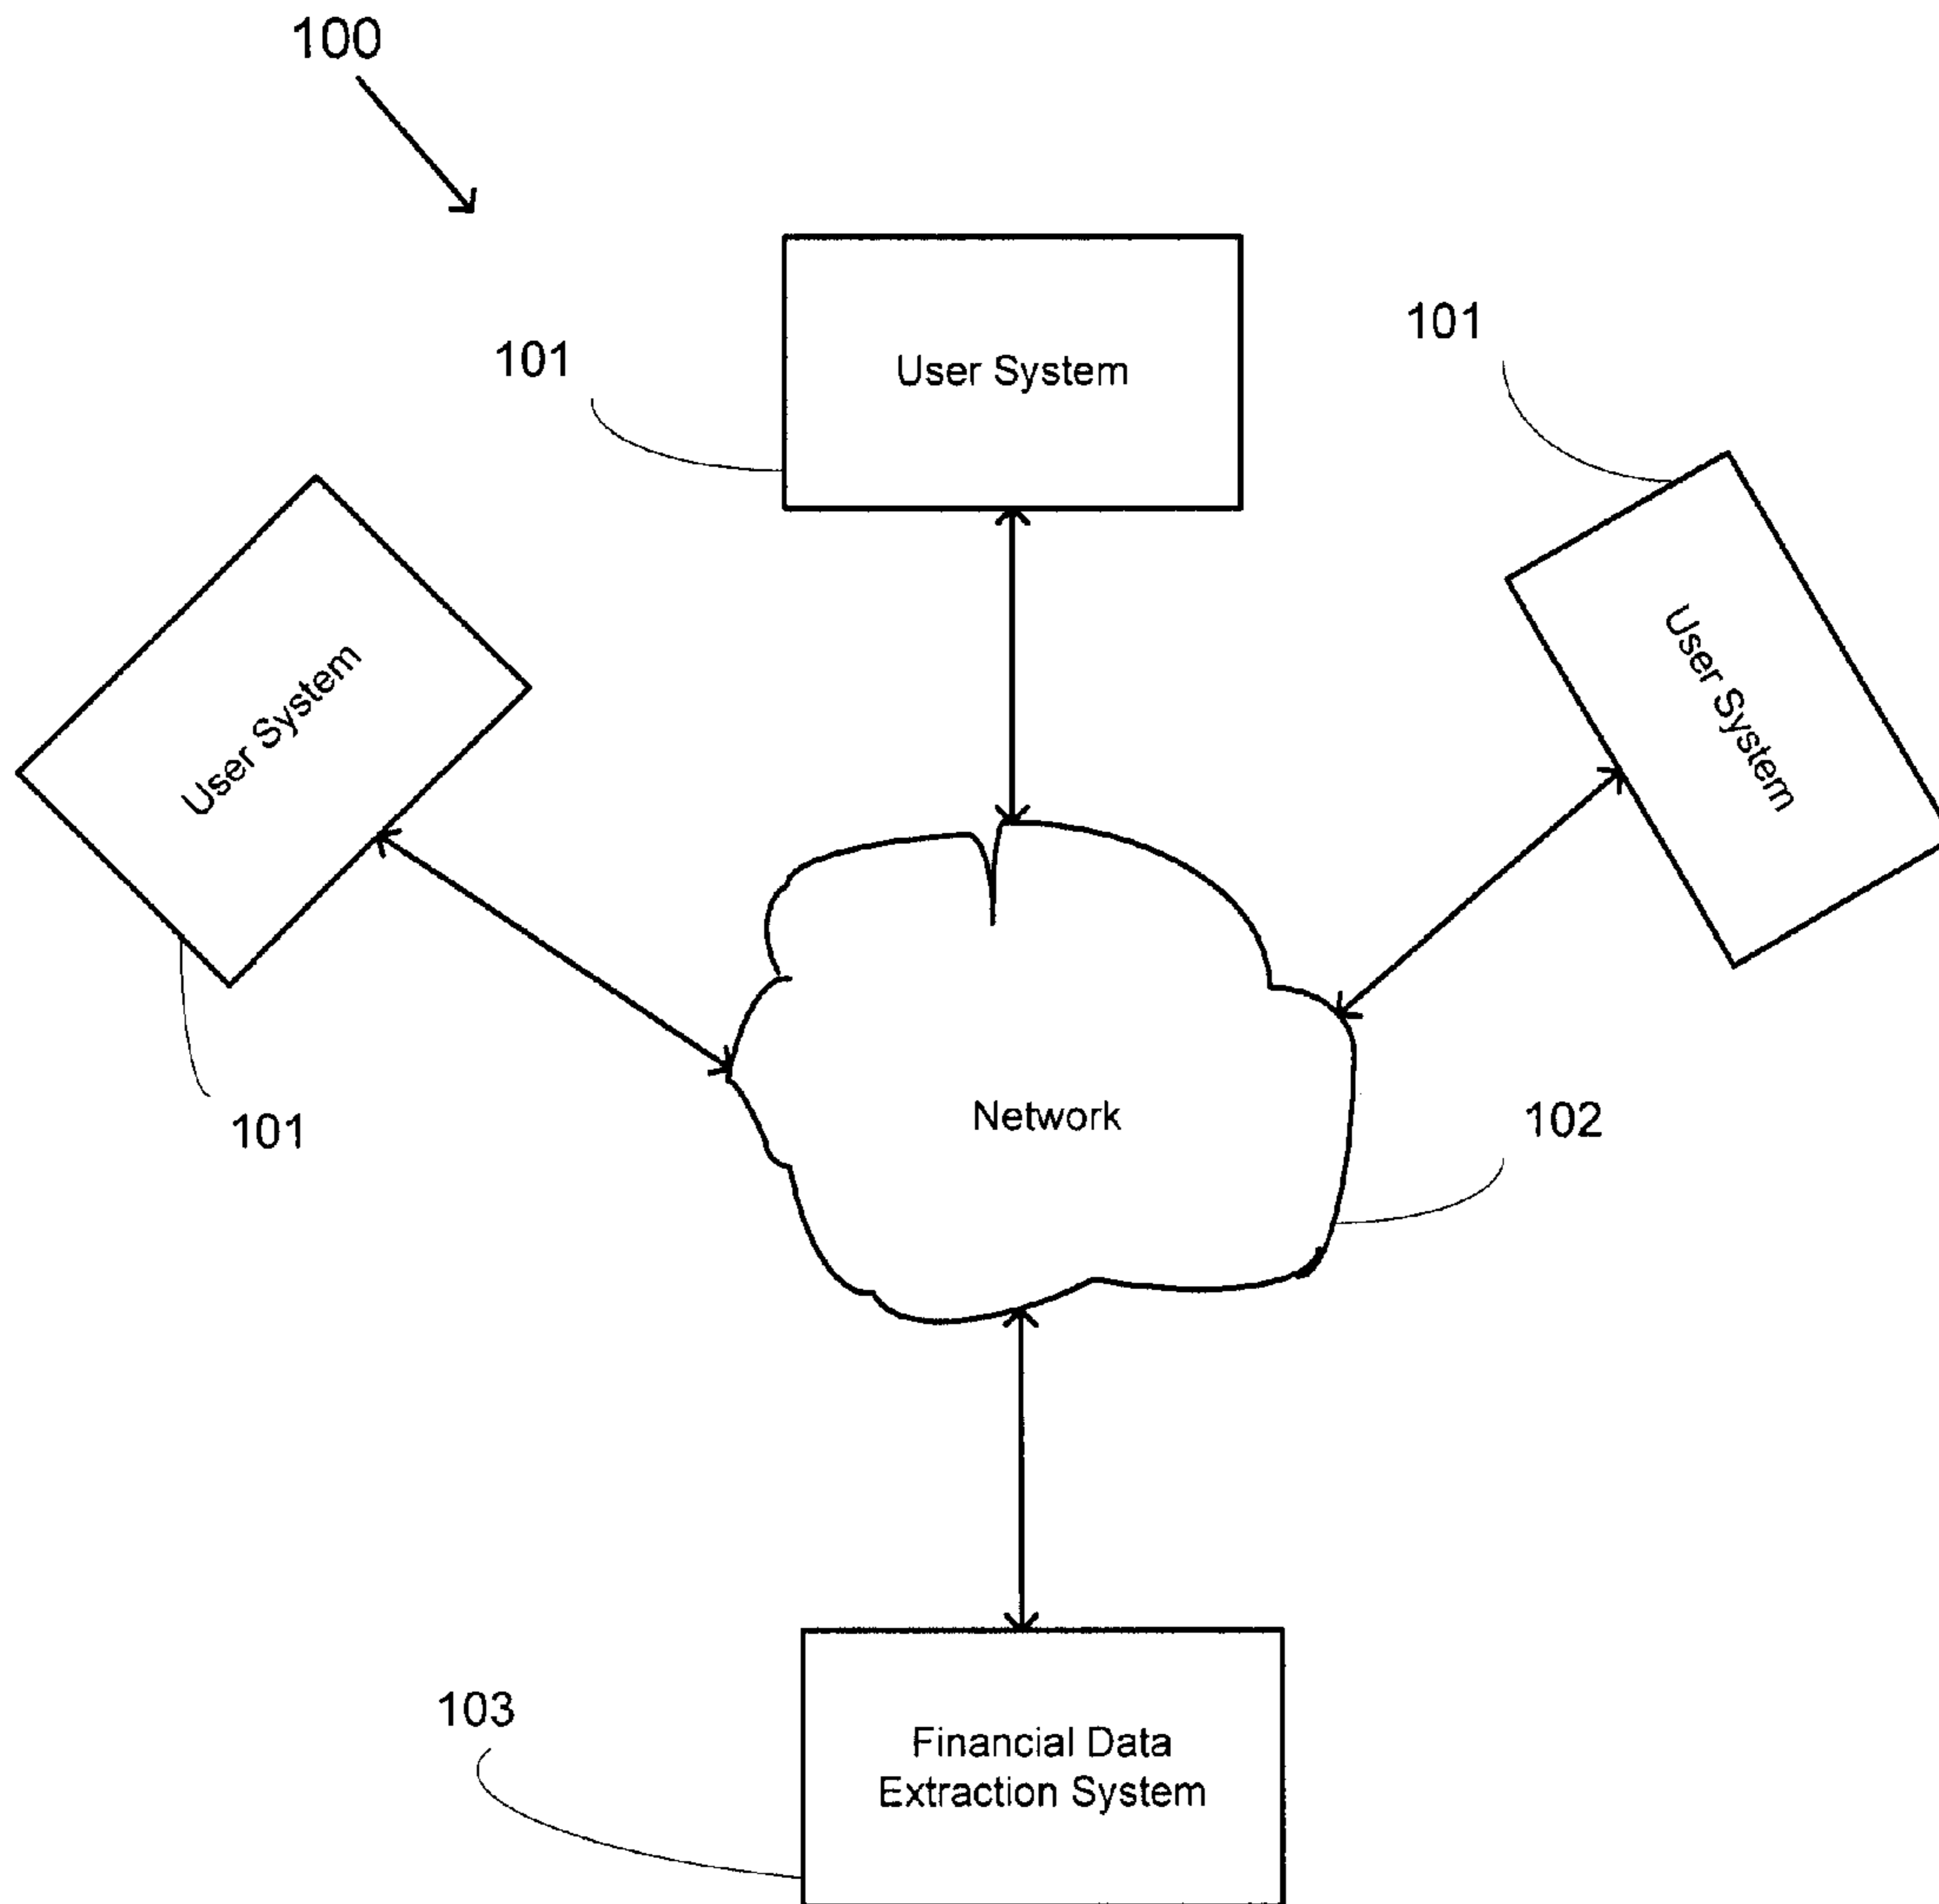 100
101
User System
101
User System
User System
101
Network
102
103
Financial Data
Extraction System